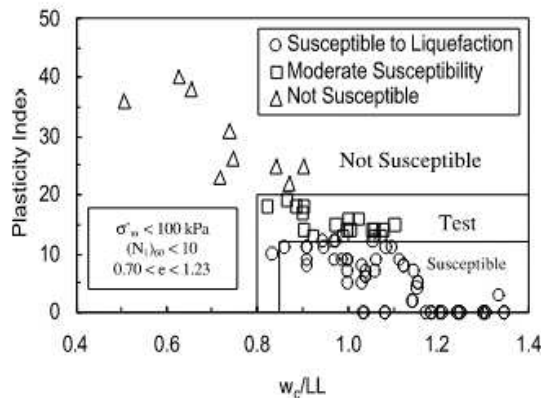 50
40
30
20
10
0
Plasticity Index
Susceptible to Liquefaction
Moderate Susceptibility
Not Susceptible
Not Susceptible
Test
Susceptible
< 100 kPa
(N₁)₆₀ < 10
0.70 < e < 1.23
0.4 0.6 0.8 1.0 1.2 1.4
w_c/LL